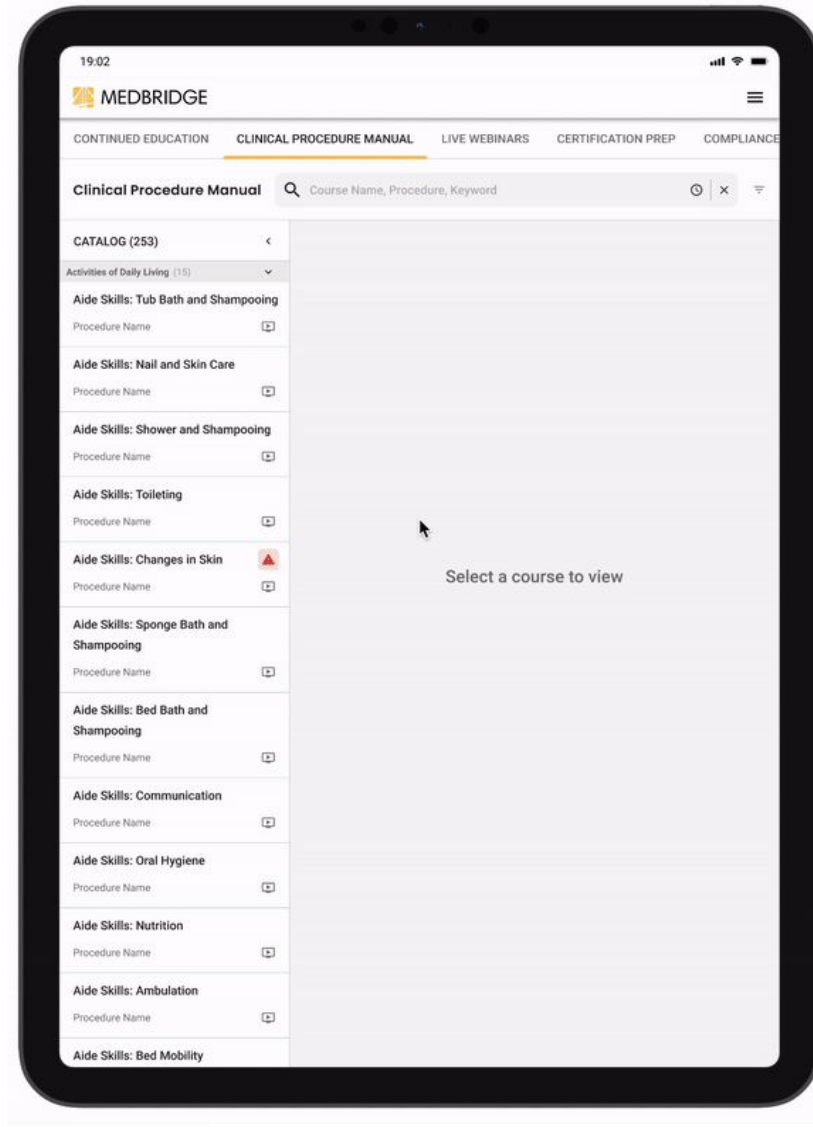 19:02
MEDBRIDGE
CONTINUED EDUCATION CLINICAL PROCEDURE MANUAL LIVE WEBINARS CERTIFICATION PREP COMPLIANCE
Clinical Procedure Manual Course Name, Procedure, Keyword
CATALOG (253)
Activities of Daily Living (15)
Aide Skills: Tub Bath and Shampooing
Procedure Name
Aide Skills: Nail and Skin Care
Procedure Name
Aide Skills: Shower and Shampooing
Procedure Name
Aide Skills: Toileting
Procedure Name
Aide Skills: Changes in Skin
Procedure Name
Select a course to view
Aide Skills: Sponge Bath and
Shampooing
Procedure Name
Aide Skills: Bed Bath and
Shampooing
Procedure Name
Aide Skills: Communication
Procedure Name
Aide Skills: Oral Hygiene
Procedure Name
Aide Skills: Nutrition
Procedure Name
Aide Skills: Ambulation
Procedure Name
Aide Skills: Bed Mobility